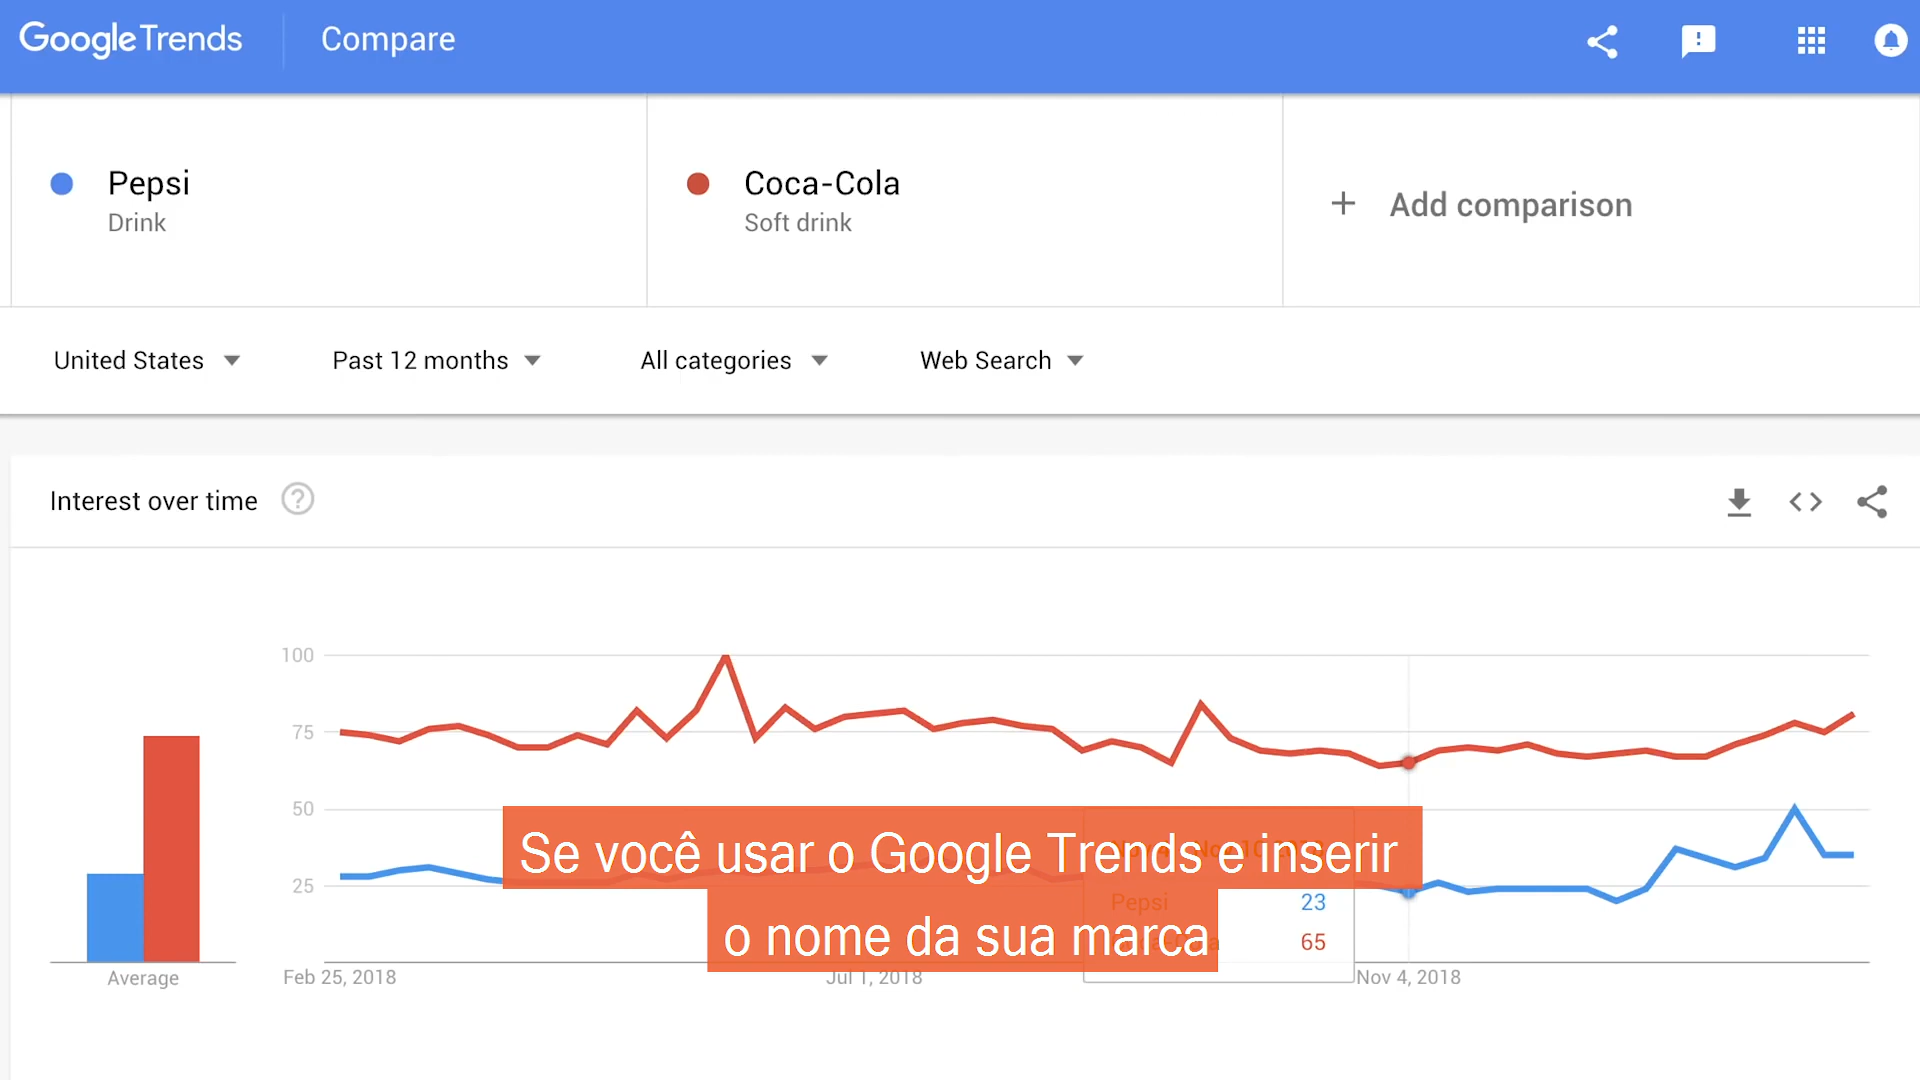 Google Trends
Compare
Pepsi
Drink
Coca-Cola
Soft drink
+ Add comparison
United States
Past 12 months
All categories
Web Search
Interest over time
?
100
75
50
25
Average
Feb 25, 2018
Jul 1, 2018
Nov 4, 2018
Pepsi 23
65
Se você usar o Google Trends e inserir
o nome da sua marca